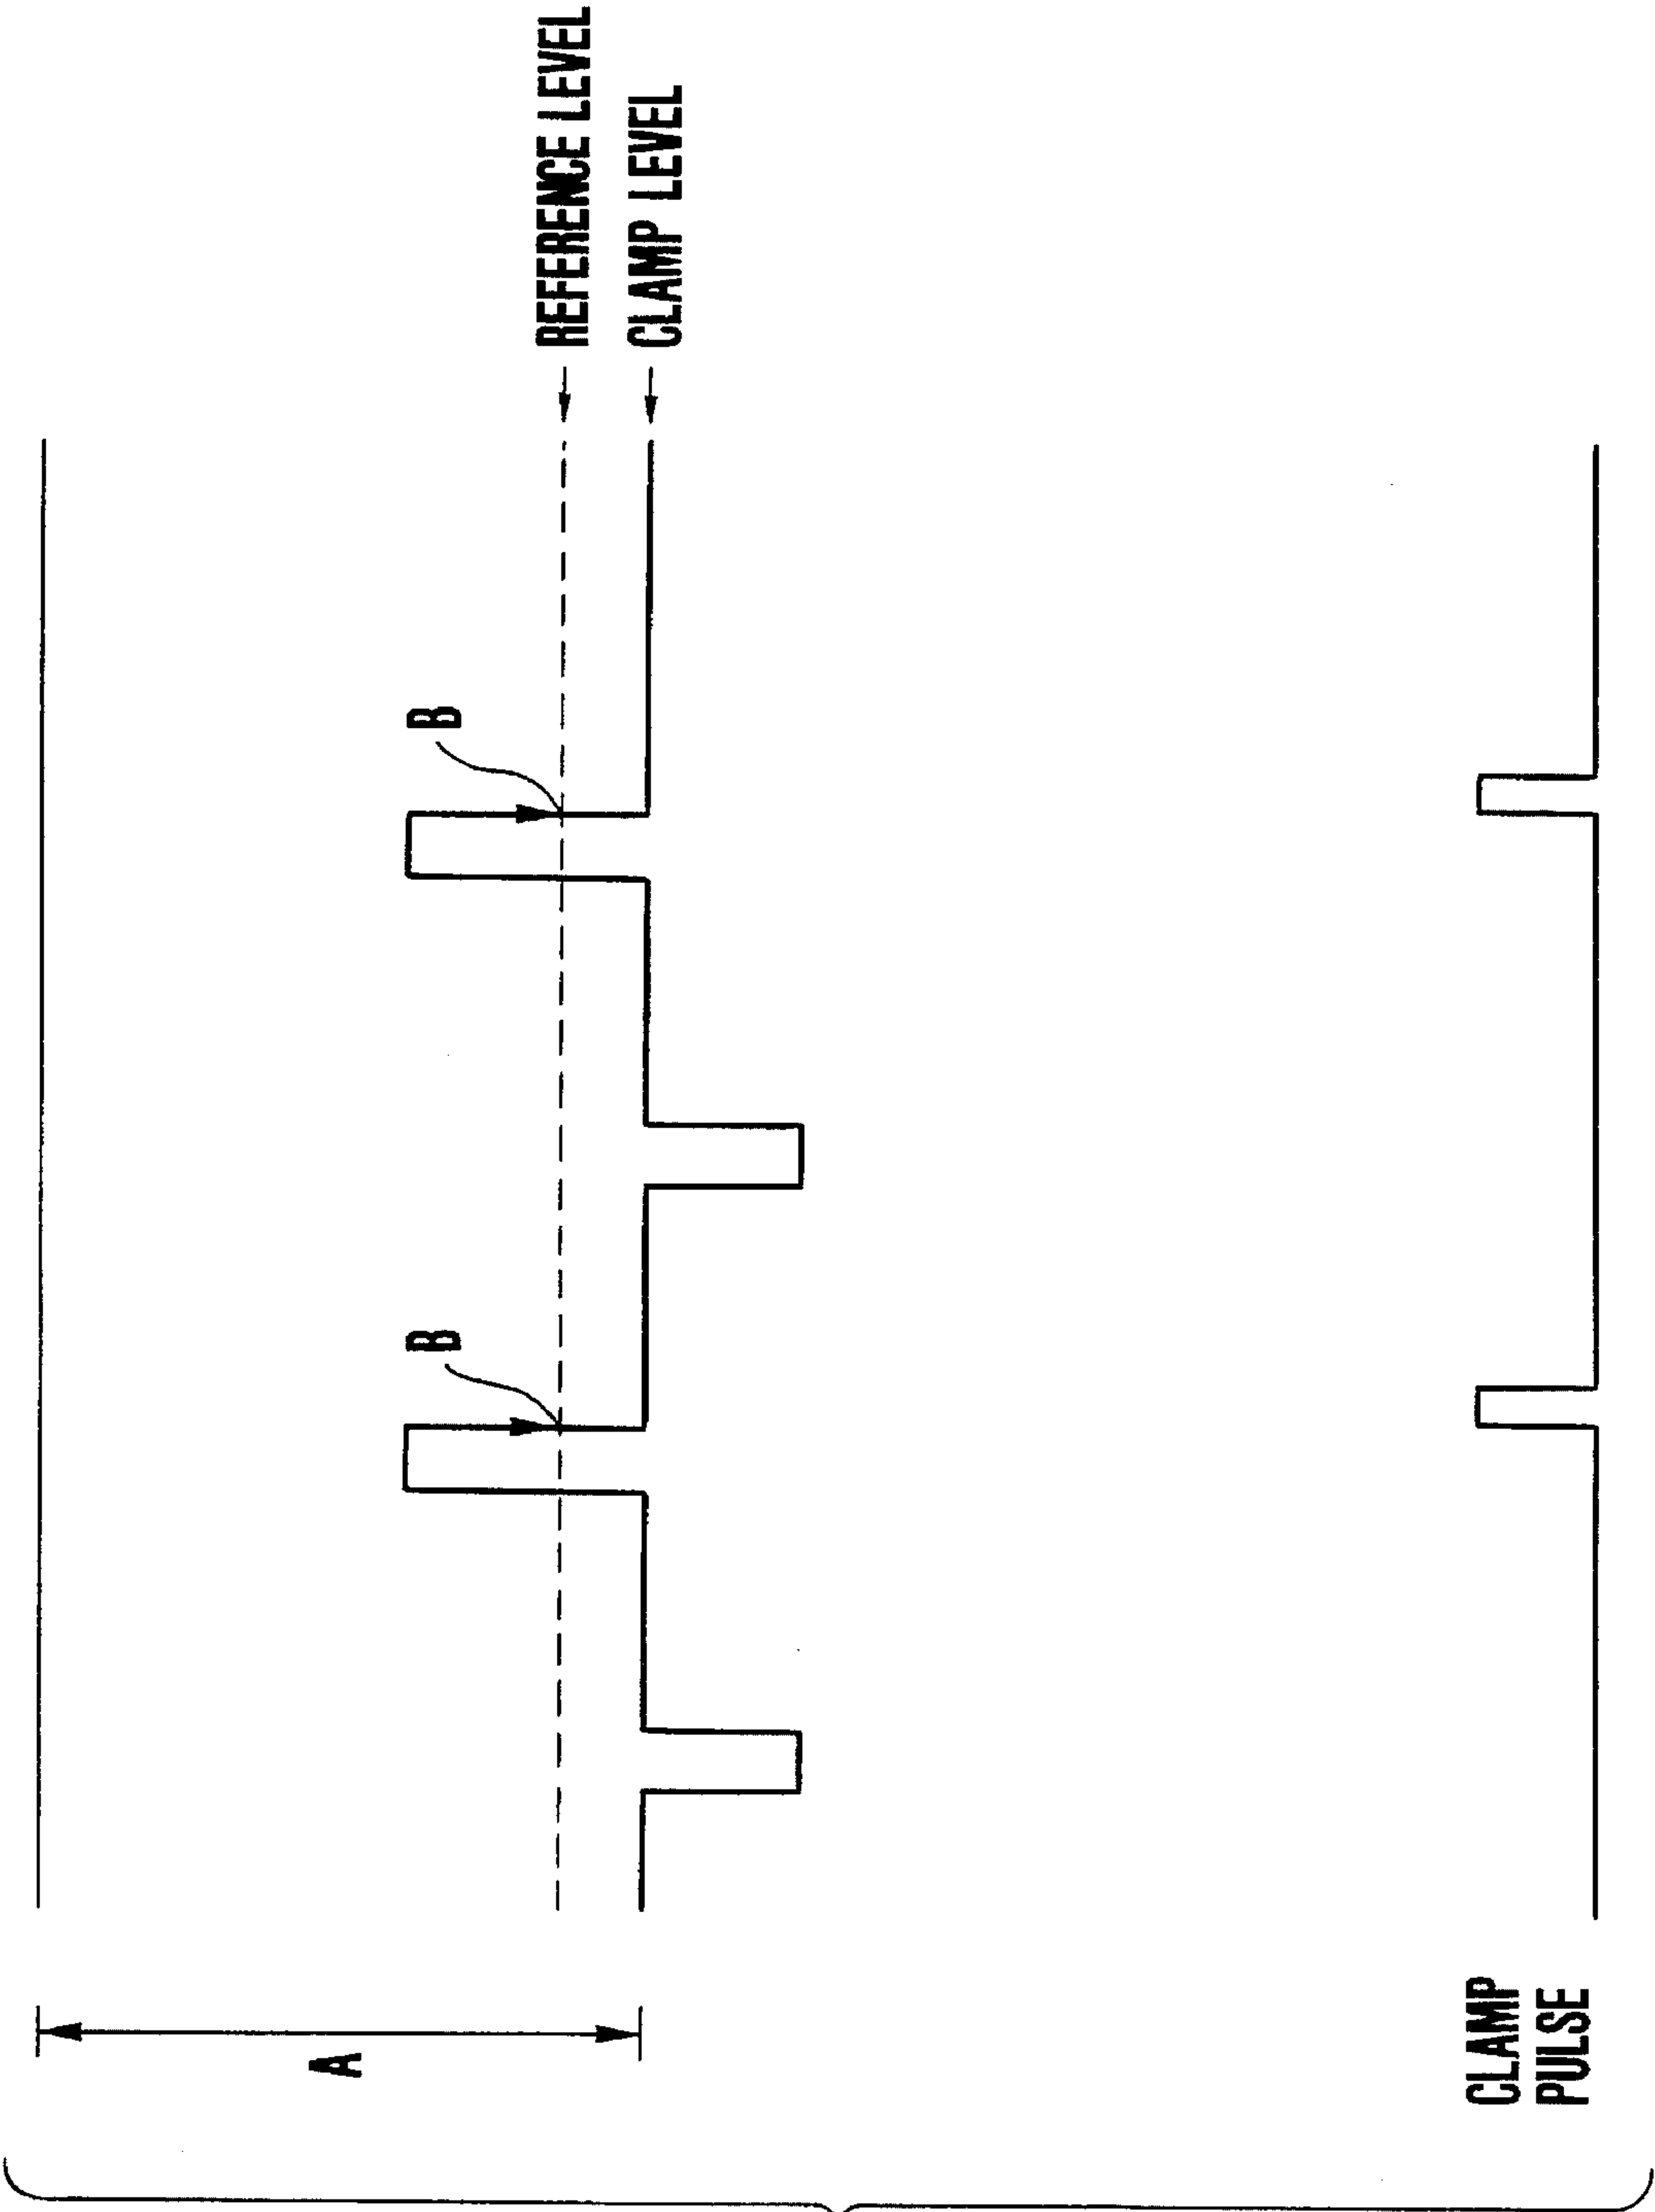 REFERENCE LEVEL
CLAMP LEVEL
B
B
A
CLAMP
PULSE